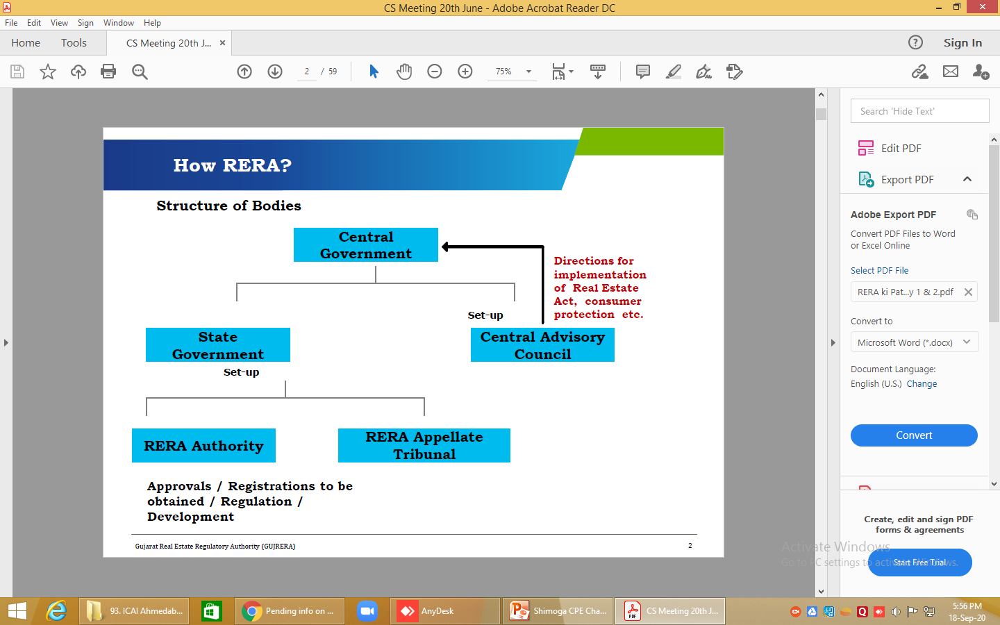 CS Meeting 20th June - Adobe Acrobat Reader DC
File Edit View Sign Window Help
Home Tools CS Meeting 20th J... × Sign In
2 / 59 75%
Search 'Hide Text'
Edit PDF
Export PDF
Adobe Export PDF
Convert PDF Files to Word
or Excel Online
Select PDF File
RERA ki Pat...y 1 & 2.pdf
Convert to
Microsoft Word (*.docx)
Document Language:
English (U.S.) Change
Convert
Create, edit and sign PDF
forms & agreements
Start Free Trial
Activate Windows
Go to PC settings to activate Windows.
How RERA?
Structure of Bodies
Central
Government
Directions for
implementation
of Real Estate
Act, consumer
protection etc.
Set-up
State
Government
Central Advisory
Council
Set-up
RERA Authority
RERA Appellate
Tribunal
Approvals / Registrations to be
obtained / Regulation /
Development
Gujarat Real Estate Regulatory Authority (GUJRERA) 2
93. ICAI Ahmedab... Pending info on ... AnyDesk Shimoga CPE Cha... CS Meeting 20th J...
5:56 PM
18-Sep-20